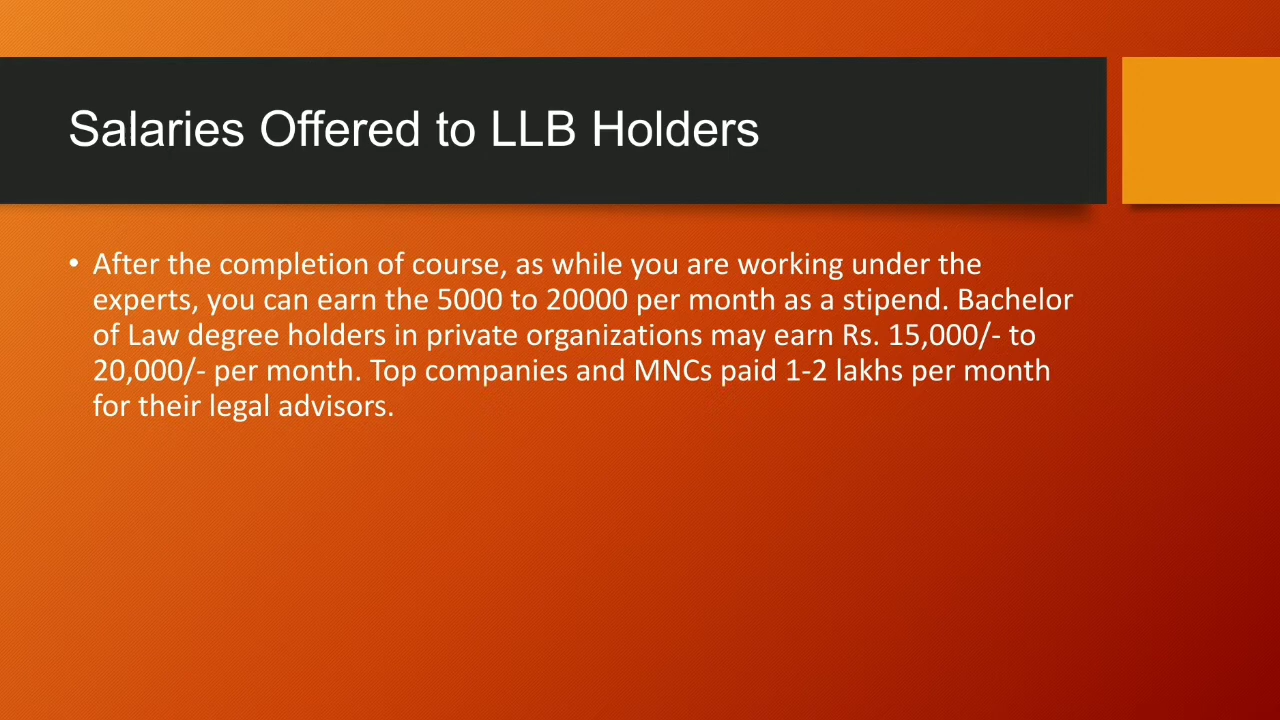 Salaries Offered to LLB Holders
• After the completion of course, as while you are working under the
experts, you can earn the 5000 to 20000 per month as a stipend. Bachelor
of Law degree holders in private organizations may earn Rs. 15,000/- to
20,000/- per month. Top companies and MNCs paid 1-2 lakhs per month
for their legal advisors.